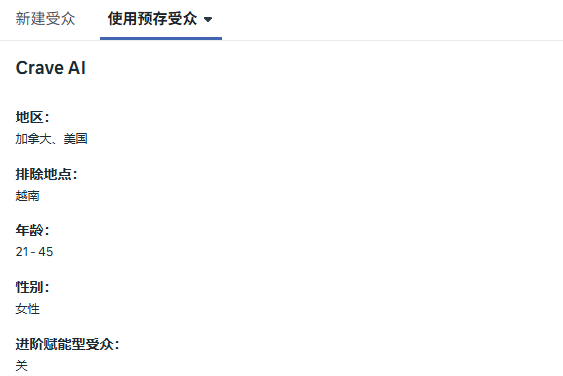 新建受众 使用预存受众
Crave AI
地区：
加拿大、美国
排除地点：
越南
年龄：
21 - 45
性别：
女性
进阶赋能型受众：
关